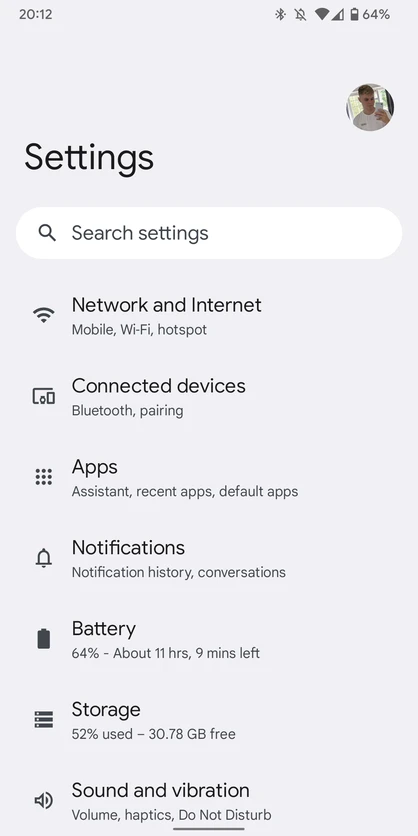 20:12
64%
Settings
Search settings
Network and Internet
Mobile, Wi-Fi, hotspot
Connected devices
Bluetooth, pairing
Apps
Assistant, recent apps, default apps
Notifications
Notification history, conversations
Battery
64% - About 11 hrs, 9 mins left
Storage
52% used – 30.78 GB free
Sound and vibration
Volume, haptics, Do Not Disturb